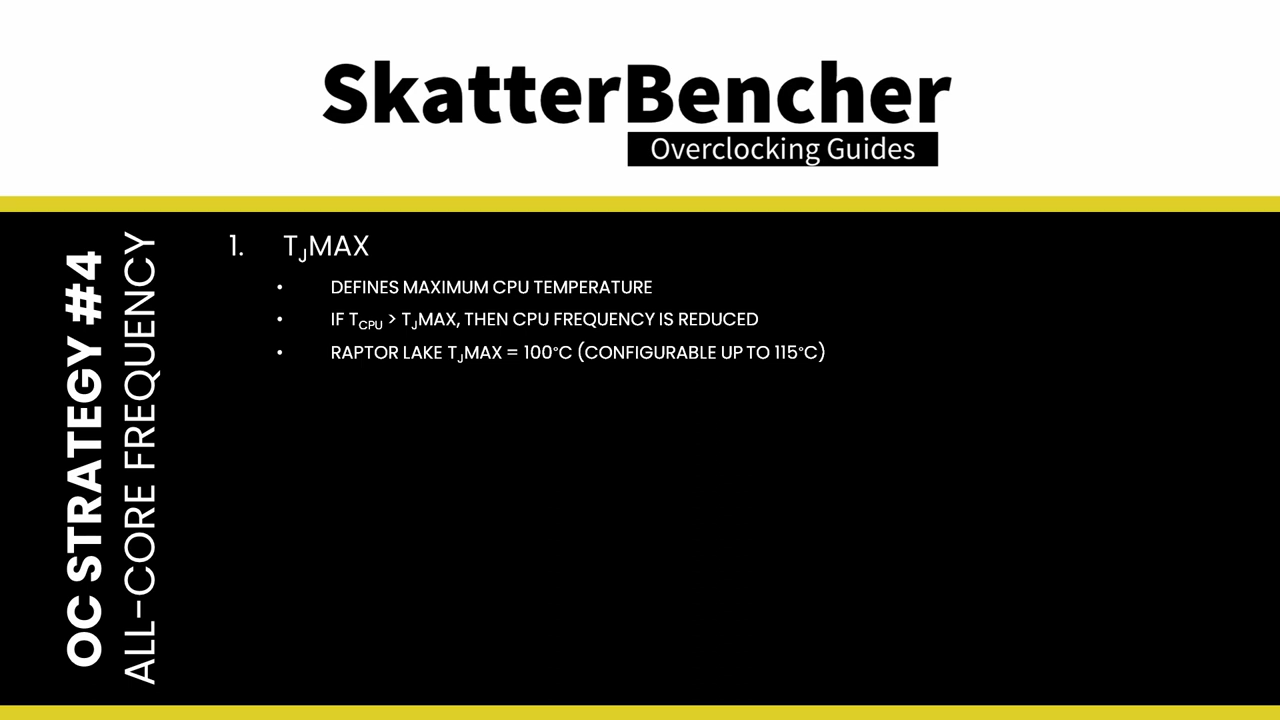 SkatterBencher
Overclocking Guides
OC STRATEGY #4
ALL-CORE FREQUENCY
1. TJMAX
• DEFINES MAXIMUM CPU TEMPERATURE
• IF TCPU > TJMAX, THEN CPU FREQUENCY IS REDUCED
• RAPTOR LAKE TJMAX = 100°C (CONFIGURABLE UP TO 115°C)